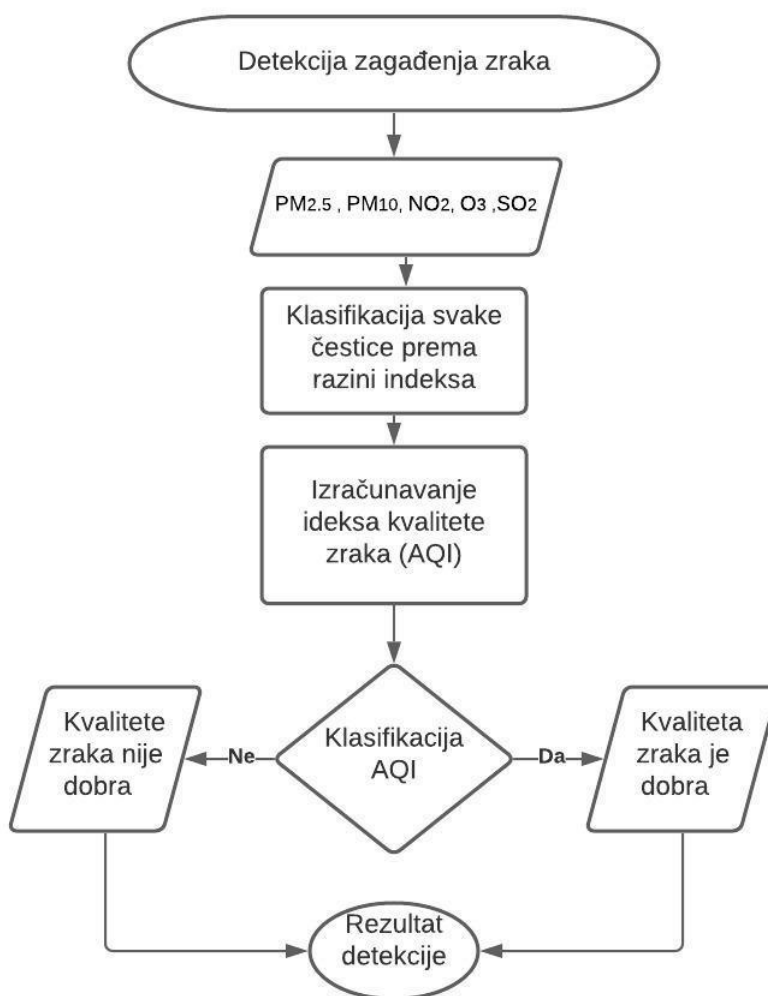 Detekcija zagađenja zraka
PM2.5 , PM10, NO2, O3 ,SO2
Klasifikacija svake
čestice prema
razini indeksa
Izračunavanje
ideksa kvalitete
zraka (AQI)
Klasifikacija
AQI
Ne
Da
Kvalitete
zraka nije
dobra
Kvaliteta
zraka je
dobra
Rezultat
detekcije